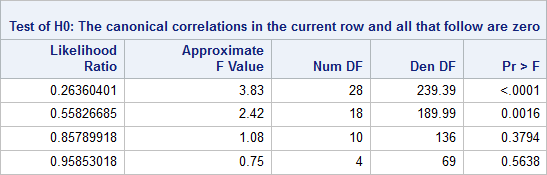 Test of H0: The canonical correlations in the current row and all that follow are zero
Likelihood Approximate
Ratio F Value Num DF Den DF Pr > F
0.26360401 3.83 28 239.39 <.0001
0.55826685 2.42 18 189.99 0.0016
0.85789918 1.08 10 136 0.3794
0.95853018 0.75 4 69 0.5638